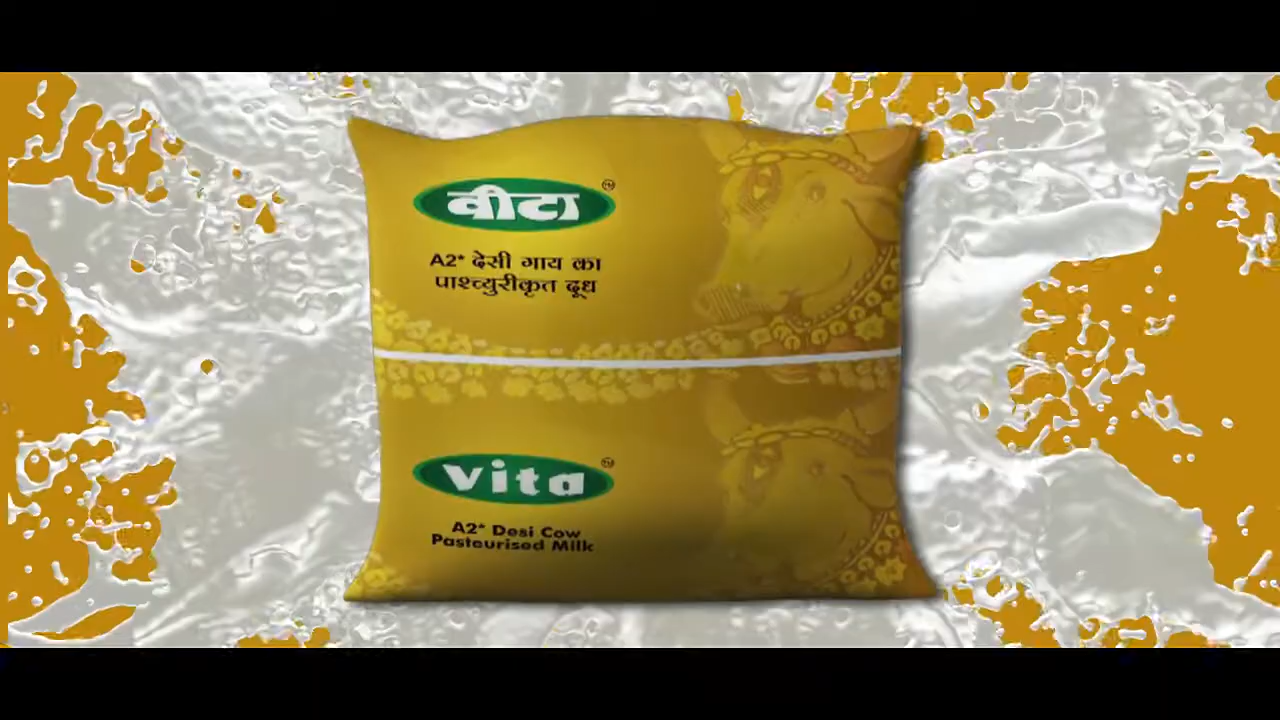 वीटा
A2* देसी गाय का
पाश्च्युरीकृत दूध
Vita
A2* Desi Cow
Pasteurised Milk